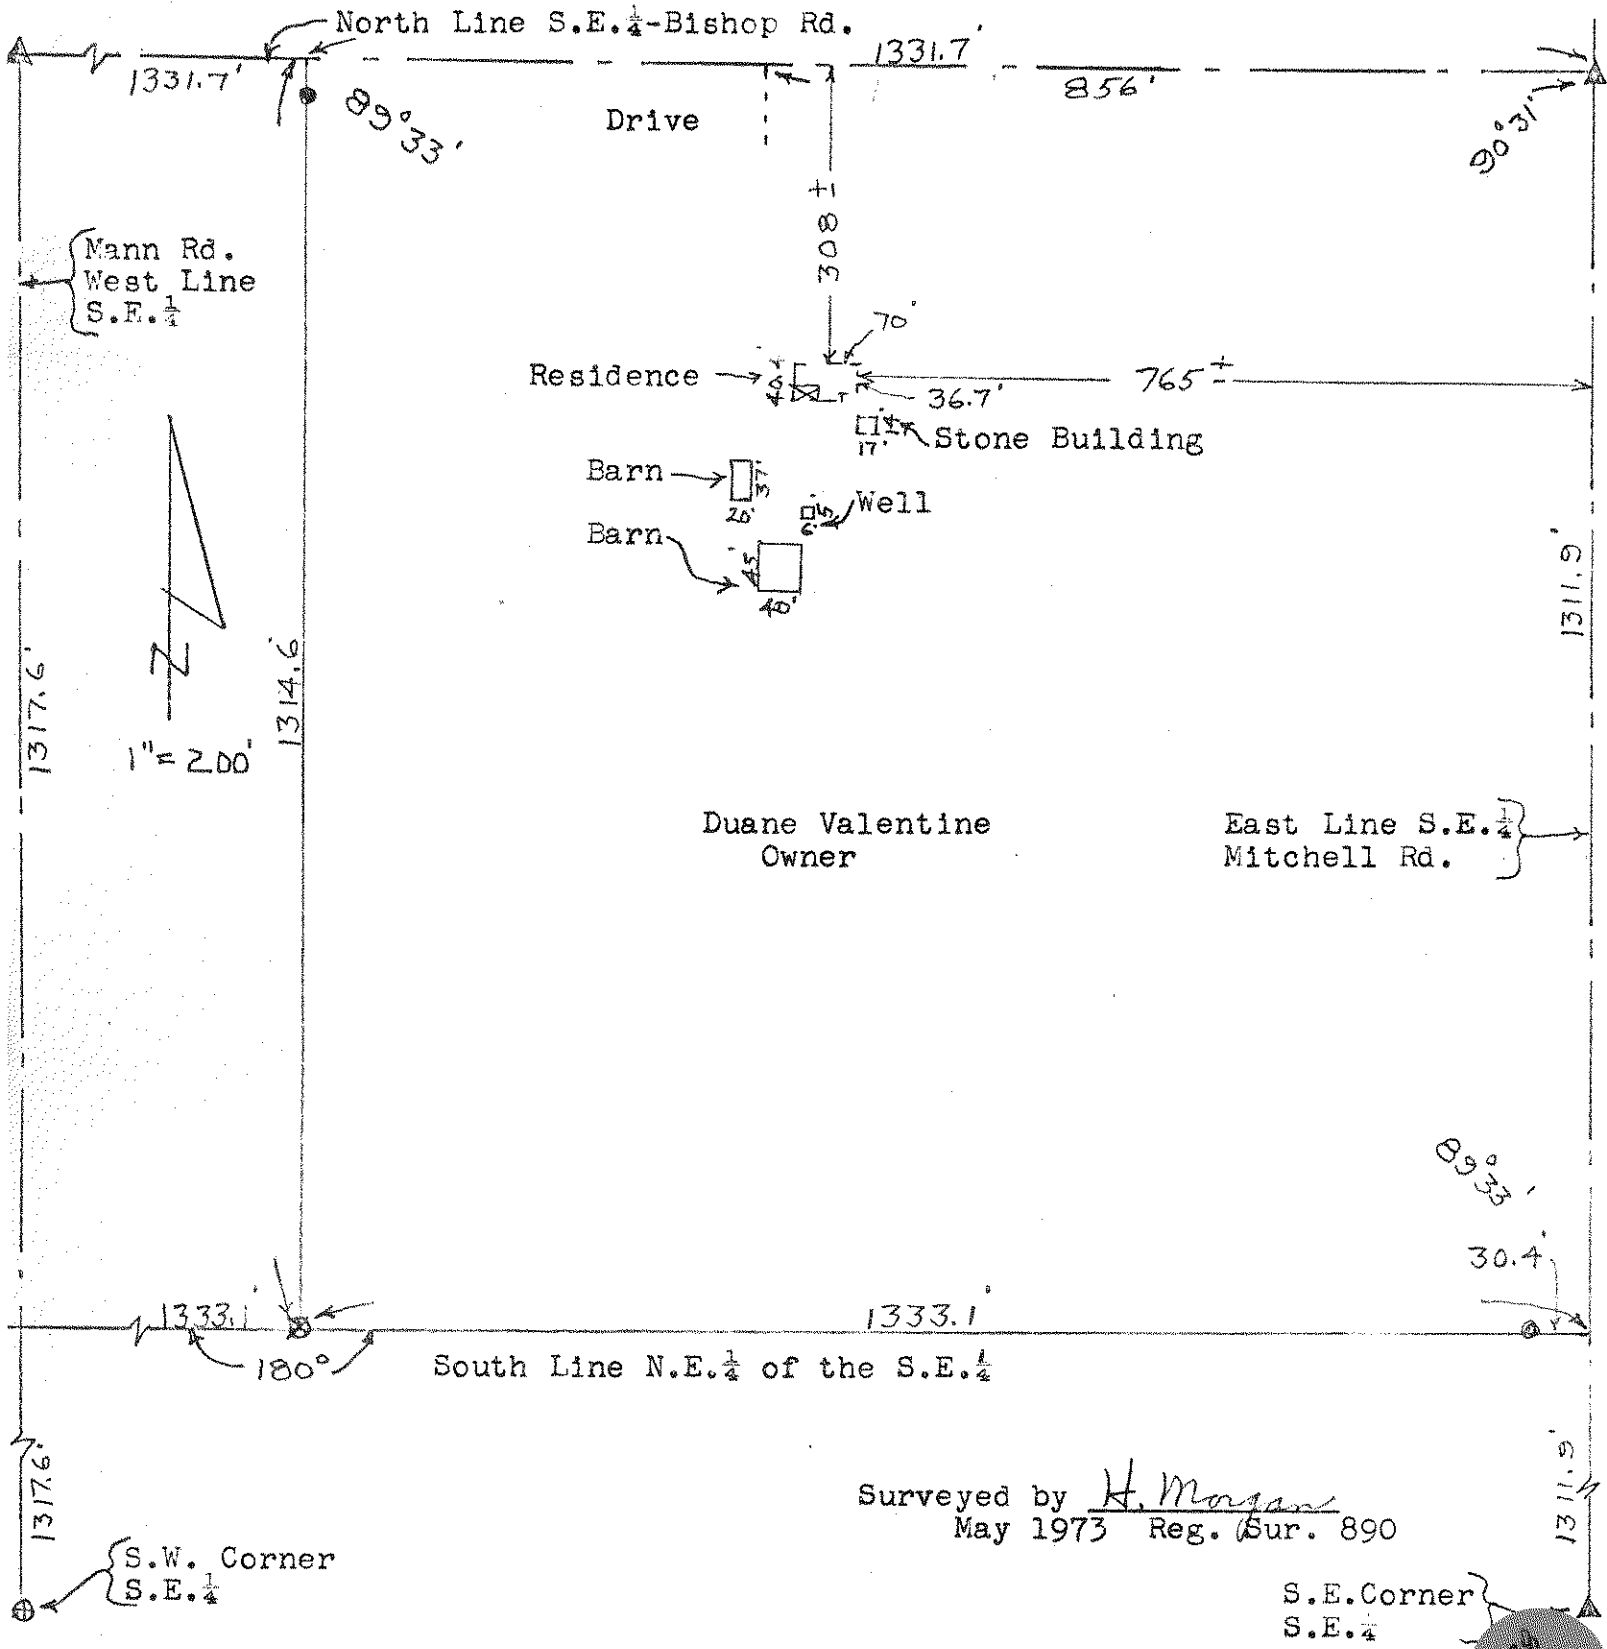 North Line S.E.¼-Bishop Rd.
1331.7'
1331.7'
856'
89°33'
Drive
90°31'
308 ±
Mann Rd.
West Line
S.E.¼
70'
Residence
765 ±
36.7'
Stone Building
17'
Barn
37'
20'
Well
6'
5'
Barn
45'
40'
1311.9'
1317.6'
1314.6'
N
1"= 200'
Duane Valentine
Owner
East Line S.E.¼
Mitchell Rd.
89°33'
30.4'
1333.1'
1333.1'
180°
South Line N.E.¼ of the S.E.¼
1317.6'
Surveyed by H. Morgan
May 1973 Reg. Sur. 890
1311.9'
S.W. Corner
S.E.¼
S.E.Corner
S.E.¼